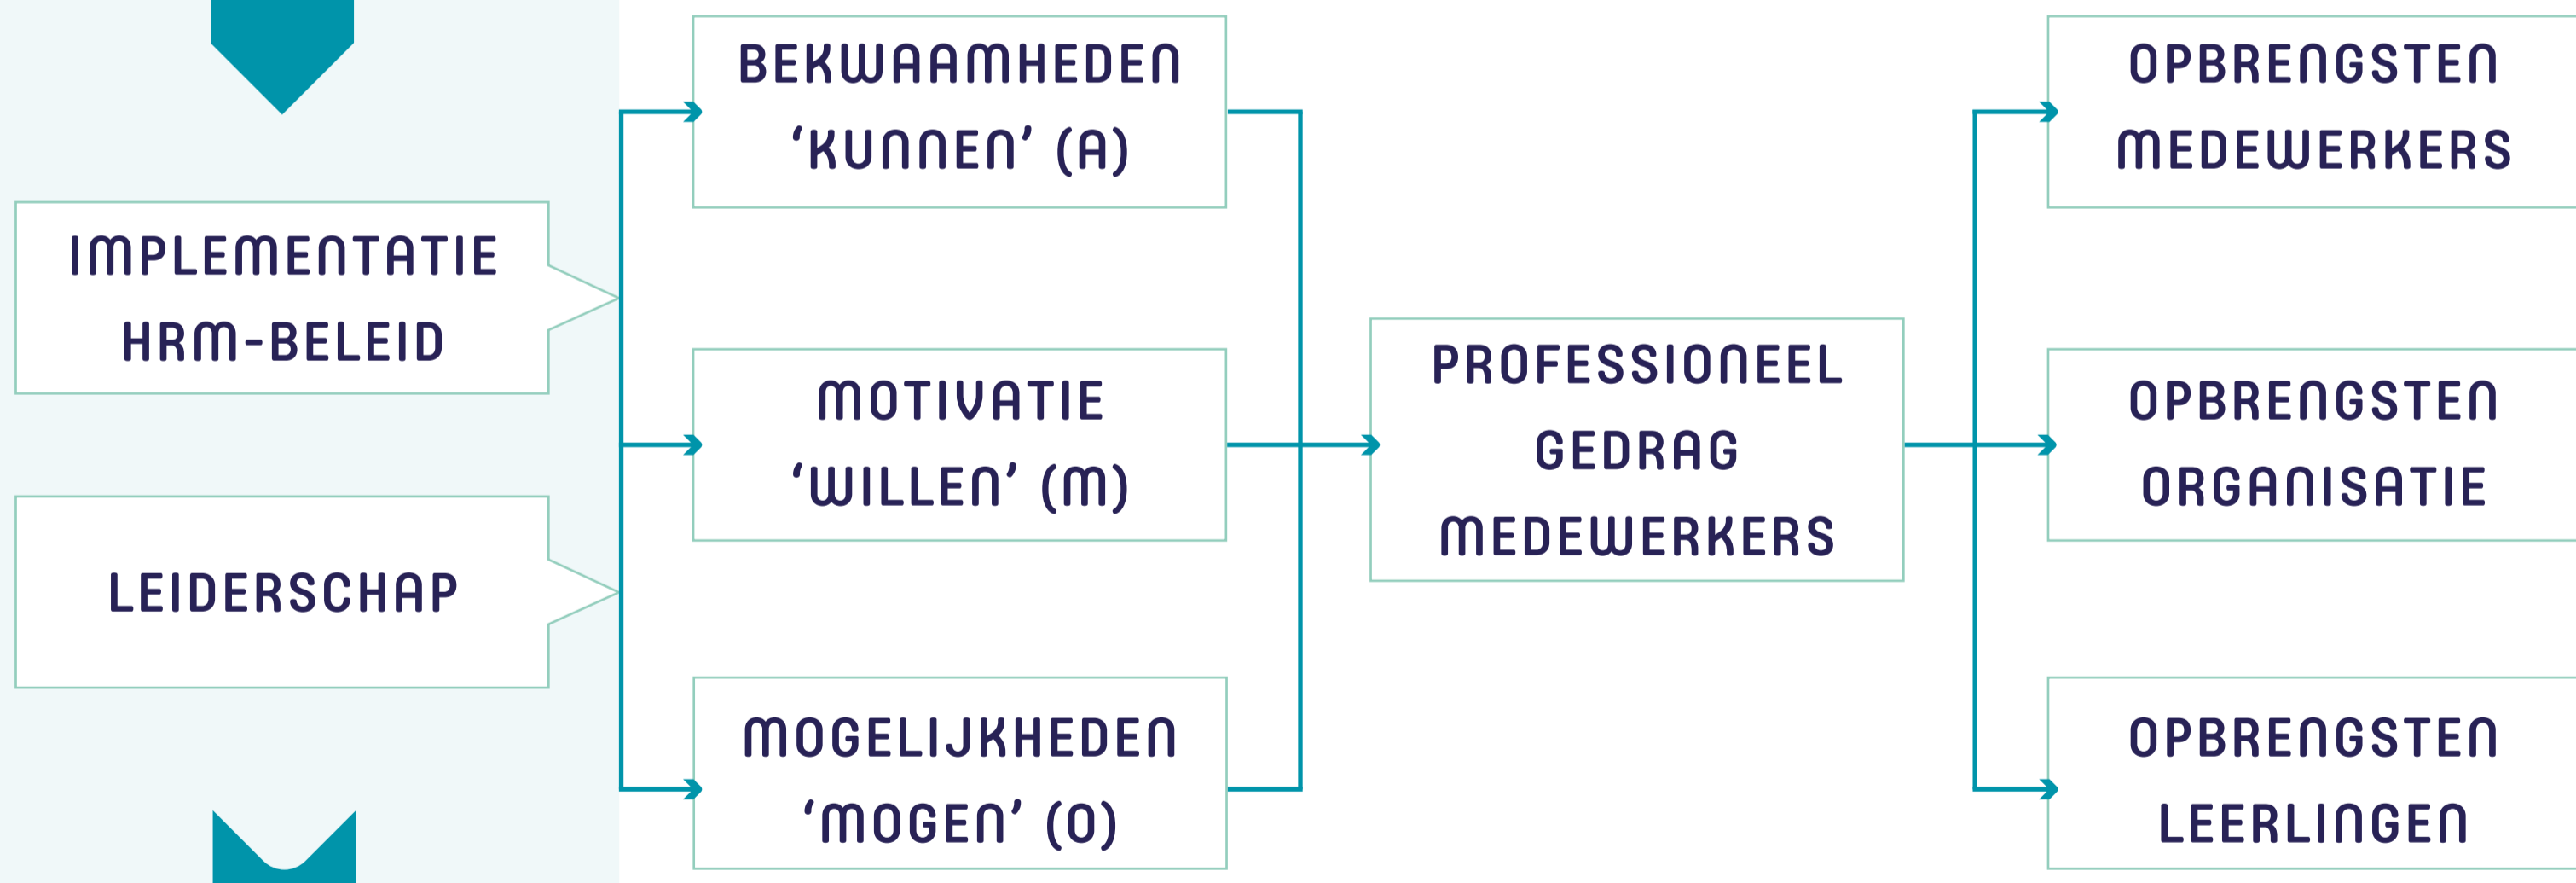 IMPLEMENTATIE
HRM-BELEID
LEIDERSCHAP
BEKWAAMHEDEN
‘KUNNEN’ (A)
MOTIVATIE
‘WILLEN’ (M)
MOGELIJKHEDEN
‘MOGEN’ (O)
PROFESSIONEEL
GEDRAG
MEDEWERKERS
OPBRENGSTEN
MEDEWERKERS
OPBRENGSTEN
ORGANISATIE
OPBRENGSTEN
LEERLINGEN